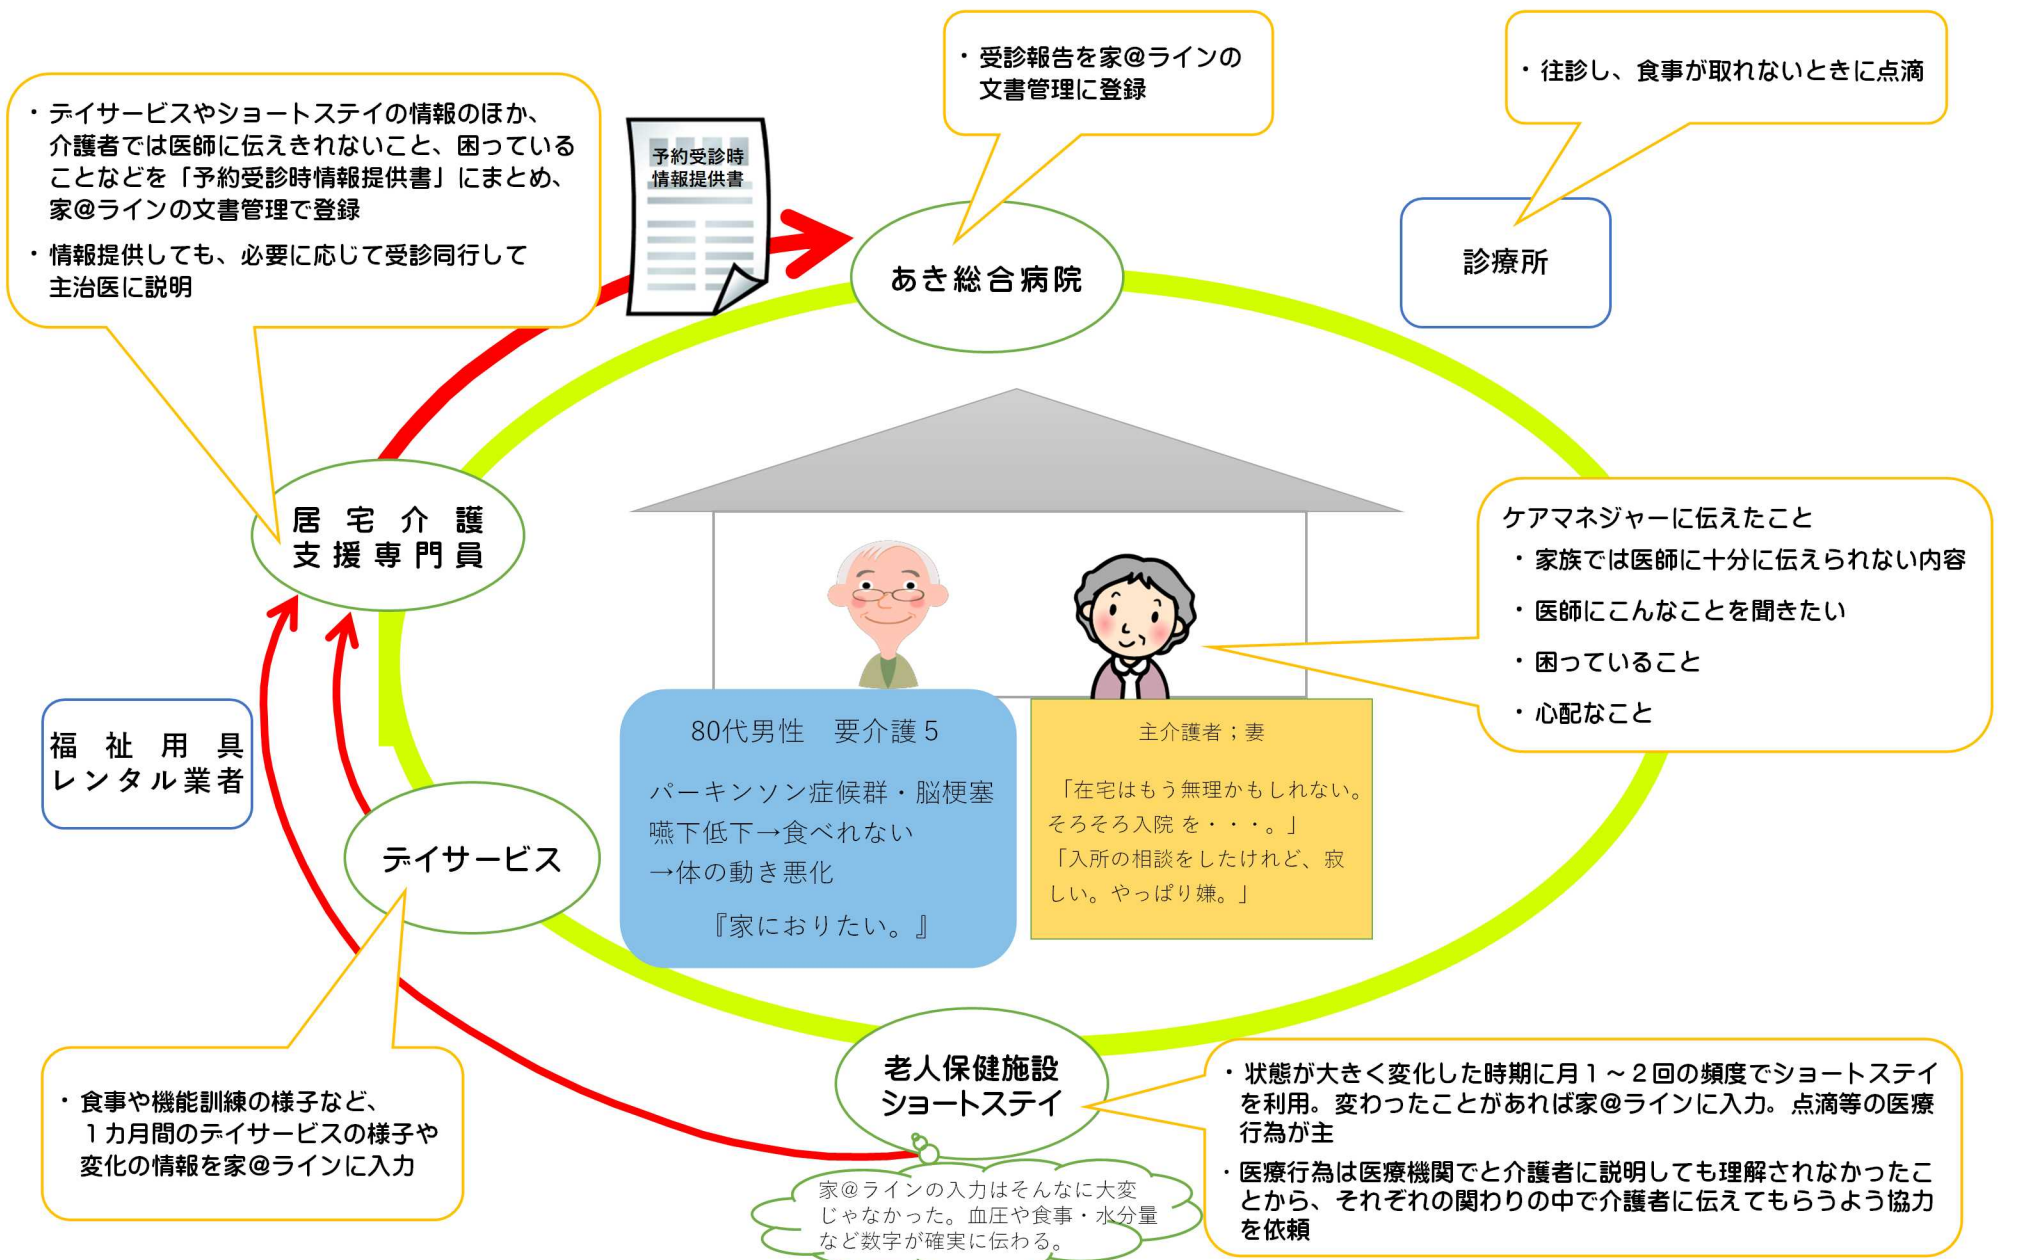 ・受診報告を家@ラインの
文書管理に登録
・往診し、食事が取れないときに点滴
・デイサービスやショートステイの情報のほか、
介護者では医師に伝えきれないこと、困っている
ことなどを「予約受診時情報提供書」にまとめ、
家@ラインの文書管理で登録
・情報提供しても、必要に応じて受診同行して
主治医に説明
予約受診時
情報提供書
あき総合病院
診療所
居宅介護
支援専門員
ケアマネジャーに伝えたこと
・家族では医師に十分に伝えられない内容
・医師にこんなことを聞きたい
・困っていること
・心配なこと
福祉用具
レンタル業者
80代男性　要介護5
パーキンソン症候群・脳梗塞
嚥下低下→食べれない
→体の動き悪化
『家におりたい。』
主介護者；妻
「在宅はもう無理かもしれない。
そろそろ入院 を・・・。」
「入所の相談をしたけれど、寂
しい。やっぱり嫌。」
デイサービス
・食事や機能訓練の様子など、
１カ月間のデイサービスの様子や
変化の情報を家@ラインに入力
老人保健施設
ショートステイ
・状態が大きく変化した時期に月１～２回の頻度でショートステイ
を利用。変わったことがあれば家@ラインに入力。点滴等の医療
行為が主
・医療行為は医療機関でと介護者に説明しても理解されなかったこ
とから、それぞれの関わりの中で介護者に伝えてもらうよう協力
を依頼
家@ラインの入力はそんなに大変
じゃなかった。血圧や食事・水分量
など数字が確実に伝わる。